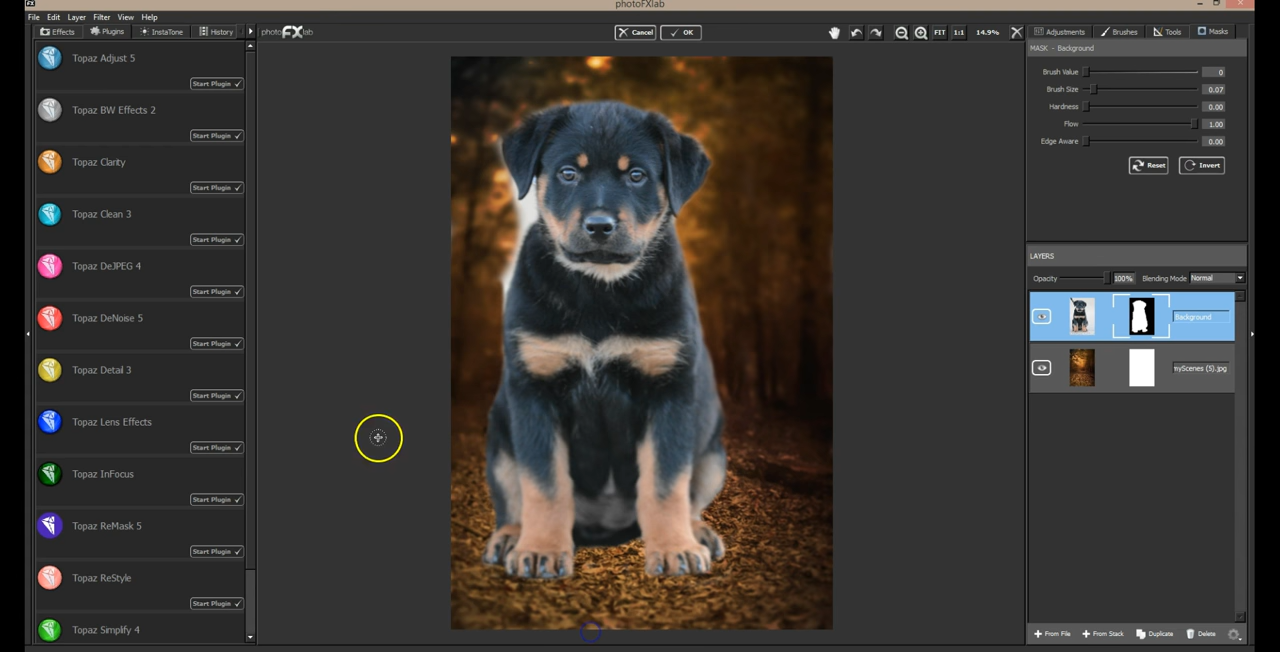 FX
photoFXlab
File Edit Layer Filter View Help
Effects Plugins InstaTone History
photoFXlab
Cancel OK
FIT 1:1 14.9%
Adjustments Brushes Tools Masks
MASK - Background
Brush Value 0
Brush Size 0.07
Hardness 0.00
Flow 1.00
Edge Aware 0.00
Reset Invert
Topaz Adjust 5
Start Plugin
Topaz BW Effects 2
Start Plugin
Topaz Clarity
Start Plugin
Topaz Clean 3
Start Plugin
Topaz DeJPEG 4
Start Plugin
Topaz DeNoise 5
Start Plugin
Topaz Detail 3
Start Plugin
Topaz Lens Effects
Start Plugin
Topaz InFocus
Start Plugin
Topaz ReMask 5
Start Plugin
Topaz ReStyle
Start Plugin
Topaz Simplify 4
LAYERS
Opacity 100% Blending Mode Normal
Background
myScenes (5).jpg
From File From Stack Duplicate Delete